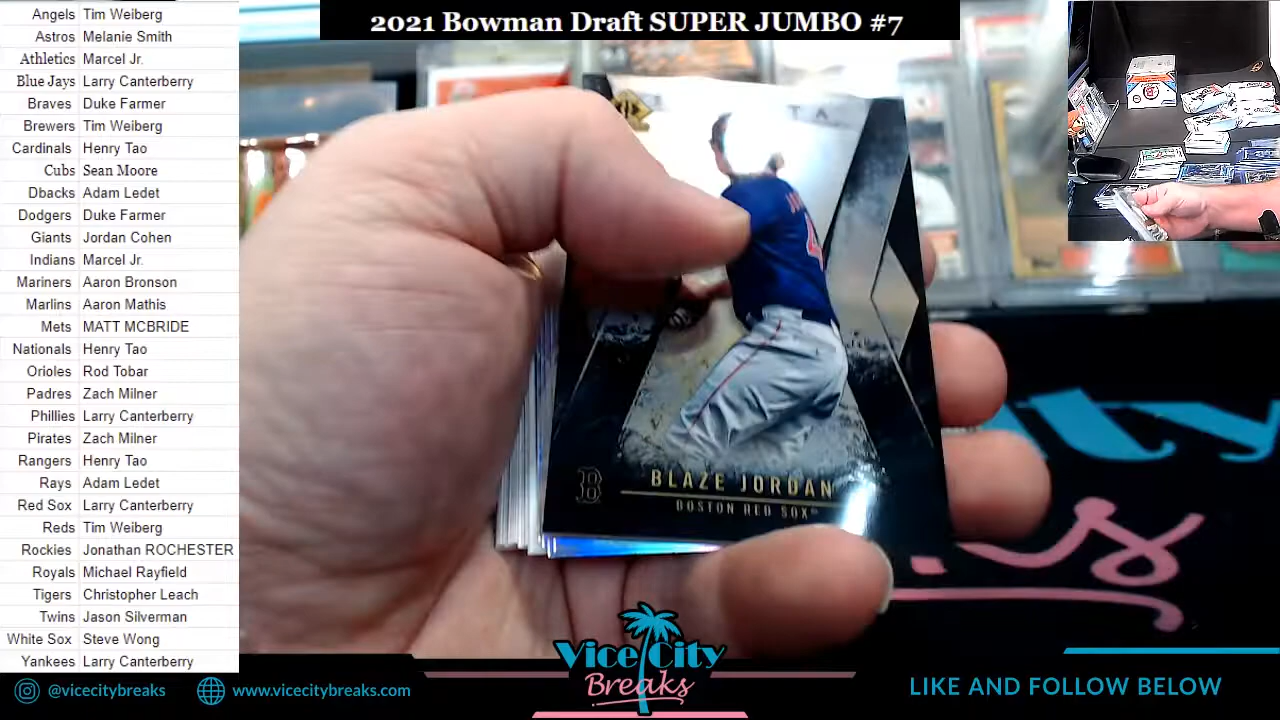 2021 Bowman Draft SUPER JUMBO #7
Angels Tim Weiberg
Astros Melanie Smith
Athletics Marcel Jr.
Blue Jays Larry Canterberry
Braves Duke Farmer
Brewers Tim Weiberg
Cardinals Henry Tao
Cubs Sean Moore
Dbacks Adam Ledet
Dodgers Duke Farmer
Giants Jordan Cohen
Indians Marcel Jr.
Mariners Aaron Bronson
Marlins Aaron Mathis
Mets MATT MCBRIDE
Nationals Henry Tao
Orioles Rod Tobar
Padres Zach Milner
Phillies Larry Canterberry
Pirates Zach Milner
Rangers Henry Tao
Rays Adam Ledet
Red Sox Larry Canterberry
Reds Tim Weiberg
Rockies Jonathan ROCHESTER
Royals Michael Rayfield
Tigers Christopher Leach
Twins Jason Silverman
White Sox Steve Wong
Yankees Larry Canterberry
B
BLAZE JORDAN
BOSTON RED SOX
Vice City
Breaks
@vicecitybreaks
www.vicecitybreaks.com
LIKE AND FOLLOW BELOW